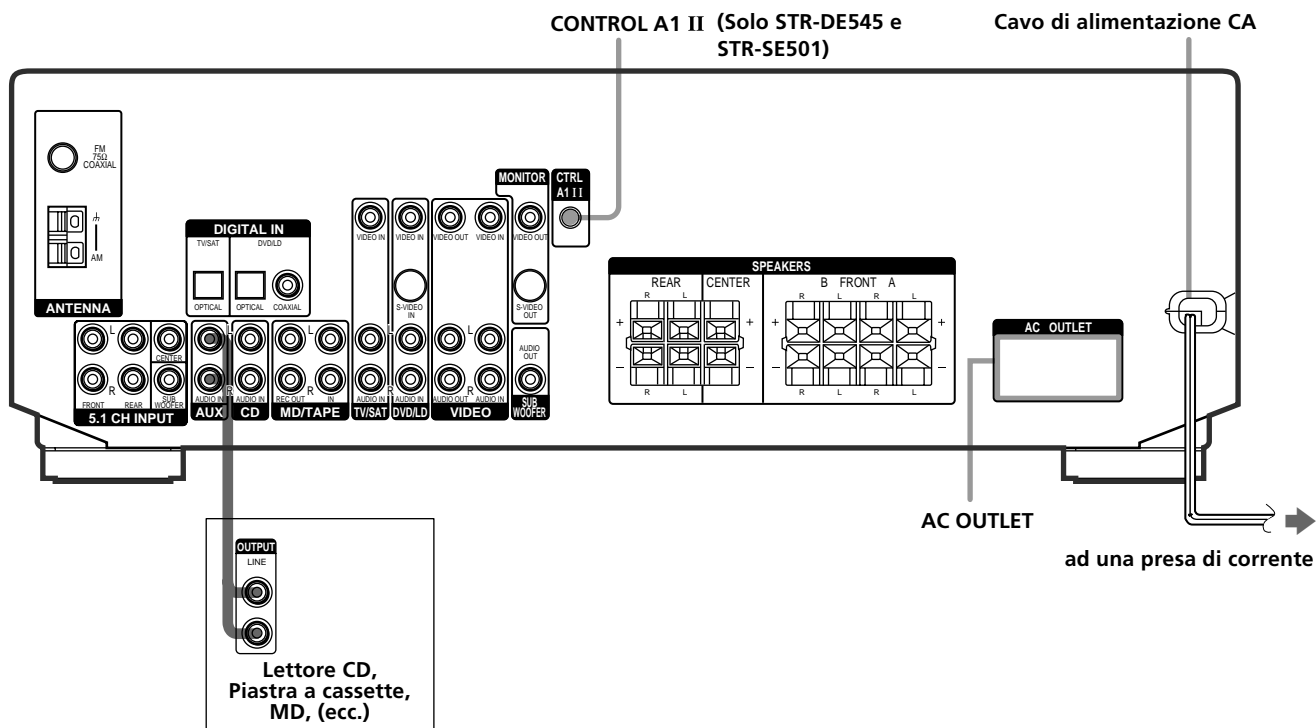 CONTROL A1 II (Solo STR-DE545 e
STR-SE501)
Cavo di alimentazione CA
FM
75Ω
COAXIAL
AM
ANTENNA
DIGITAL IN
TV/SAT
DVD/LD
OPTICAL
OPTICAL
COAXIAL
MONITOR
CTRL
A1 II
VIDEO IN
VIDEO IN
VIDEO OUT
VIDEO IN
VIDEO OUT
S-VIDEO
IN
S-VIDEO
OUT
SPEAKERS
REAR
CENTER
B FRONT A
R L
R L R L
+ +
+ +
– –
– –
R L
R L R L
AC OUTLET
L
L
L
L
L
CENTER
AUDIO
OUT
R
R
R
R
R
FRONT
REAR
SUB
WOOFER
AUDIO IN
AUDIO IN
REC OUT
IN
AUDIO IN
AUDIO IN
AUDIO OUT
AUDIO IN
5.1 CH INPUT
AUX
CD
MD/TAPE
TV/SAT
DVD/LD
VIDEO
SUB
WOOFER
AC OUTLET
ad una presa di corrente
OUTPUT
LINE
Lettore CD,
Piastra a cassette,
MD, (ecc.)